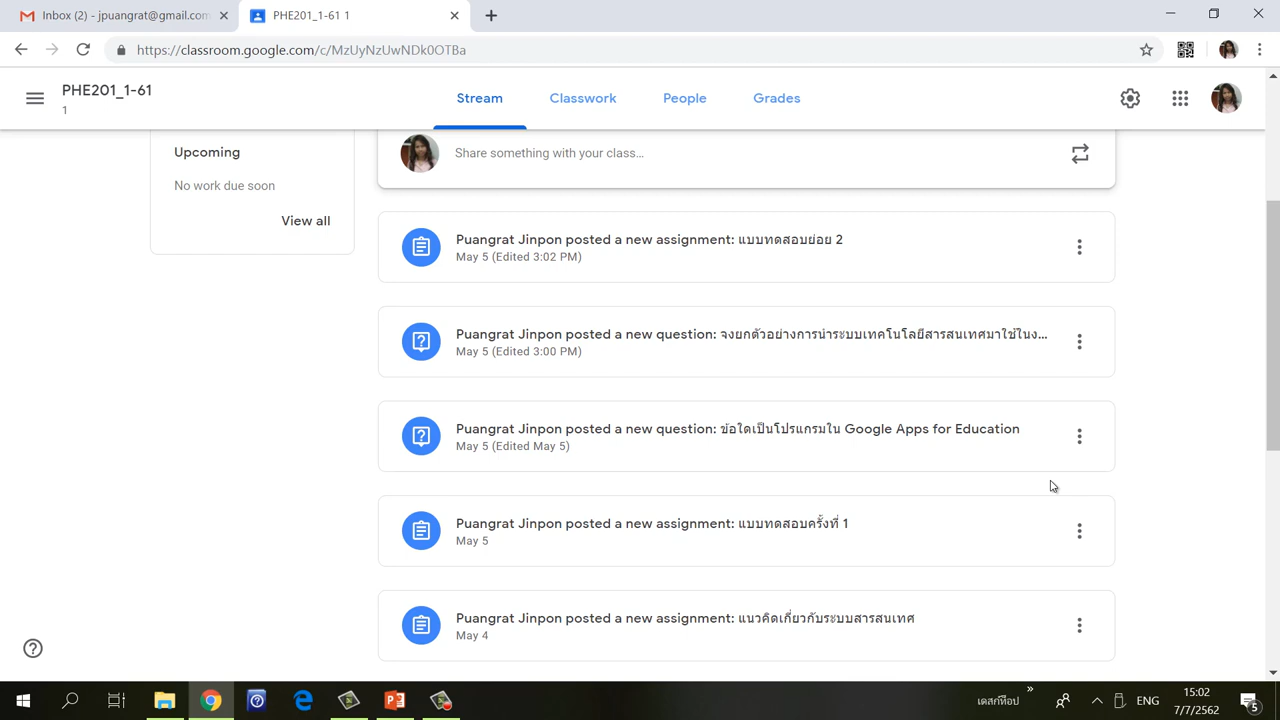 Inbox (2) - jpuangrat@gmail.com
PHE201_1-61 1
https://classroom.google.com/c/MzUyNzUwNDk0OTBa
PHE201_1-61
1
Stream
Classwork
People
Grades
Upcoming
No work due soon
View all
Share something with your class...
Puangrat Jinpon posted a new assignment: แบบทดสอบย่อย 2
May 5 (Edited 3:02 PM)
Puangrat Jinpon posted a new question: จงยกตัวอย่างการนำระบบเทคโนโลยีสารสนเทศมาใช้ในง...
May 5 (Edited 3:00 PM)
Puangrat Jinpon posted a new question: ข้อใดเป็นโปรแกรมใน Google Apps for Education
May 5 (Edited May 5)
Puangrat Jinpon posted a new assignment: แบบทดสอบครั้งที่ 1
May 5
Puangrat Jinpon posted a new assignment: แนวคิดเกี่ยวกับระบบสารสนเทศ
May 4
เดสก์ท็อป
ENG
15:02
7/7/2562
5